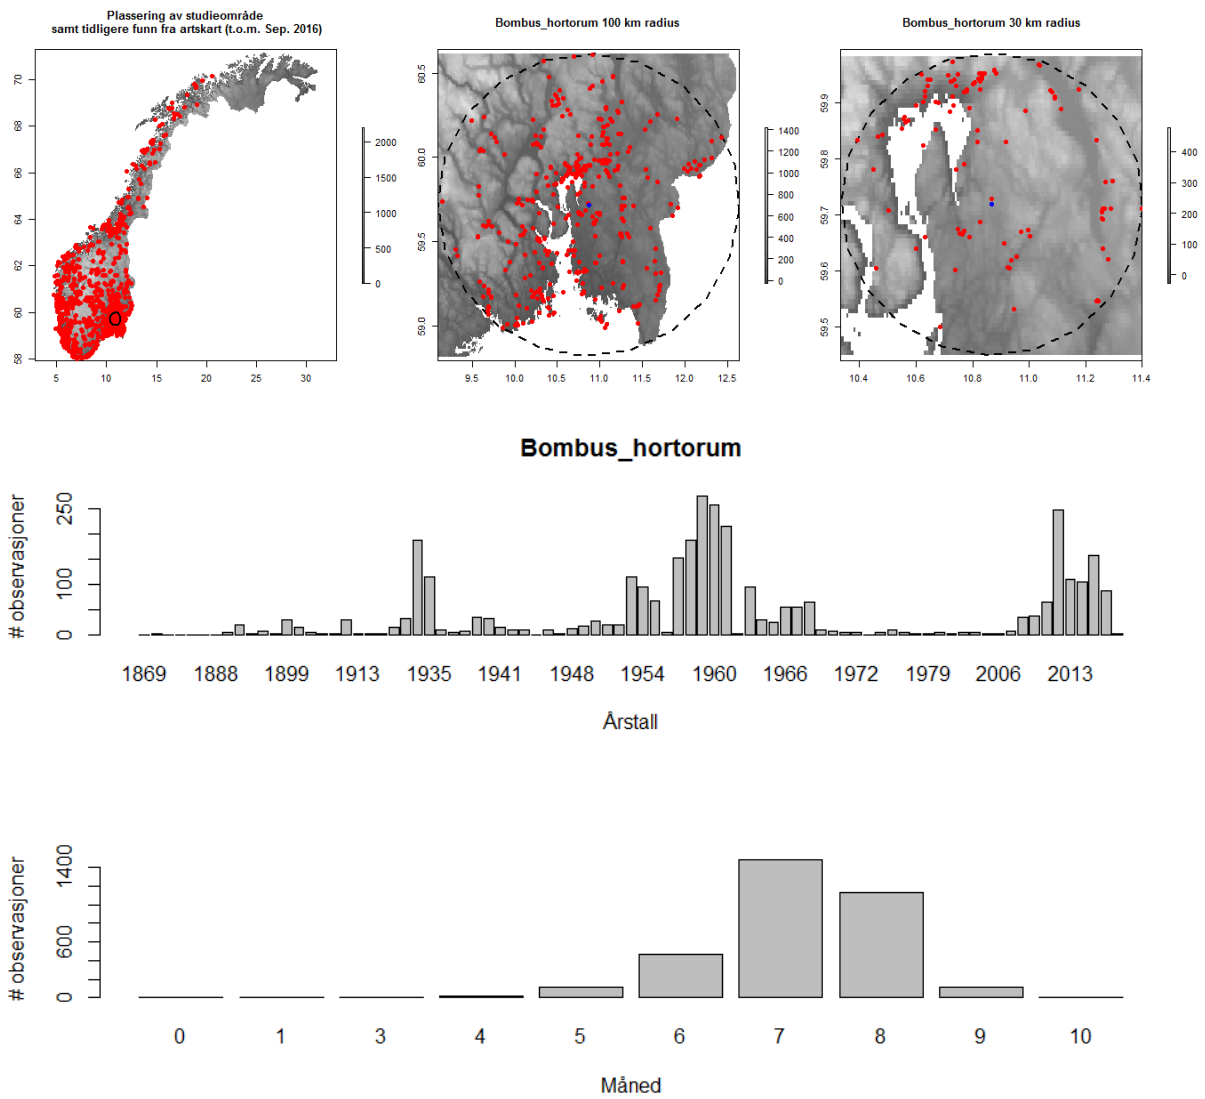 Plassering av studieområde
samt tidligere funn fra artskart (t.o.m. Sep. 2016)
70
68
66
64
62
60
58
5 10 15 20 25 30
2000
1500
1000
500
0
Bombus_hortorum 100 km radius
60.5
60.0
59.5
59.0
9.5 10.0 10.5 11.0 11.5 12.0 12.5
1400
1200
1000
800
600
400
200
0
Bombus_hortorum 30 km radius
59.9
59.8
59.7
59.6
59.5
10.4 10.6 10.8 11.0 11.2 11.4
400
300
200
100
0
Bombus_hortorum
# observasjoner
250
100
0
1869 1888 1899 1913 1935 1941 1948 1954 1960 1966 1972 1979 2006 2013
Årstall
# observasjoner
1400
600
0
0 1 3 4 5 6 7 8 9 10
Måned